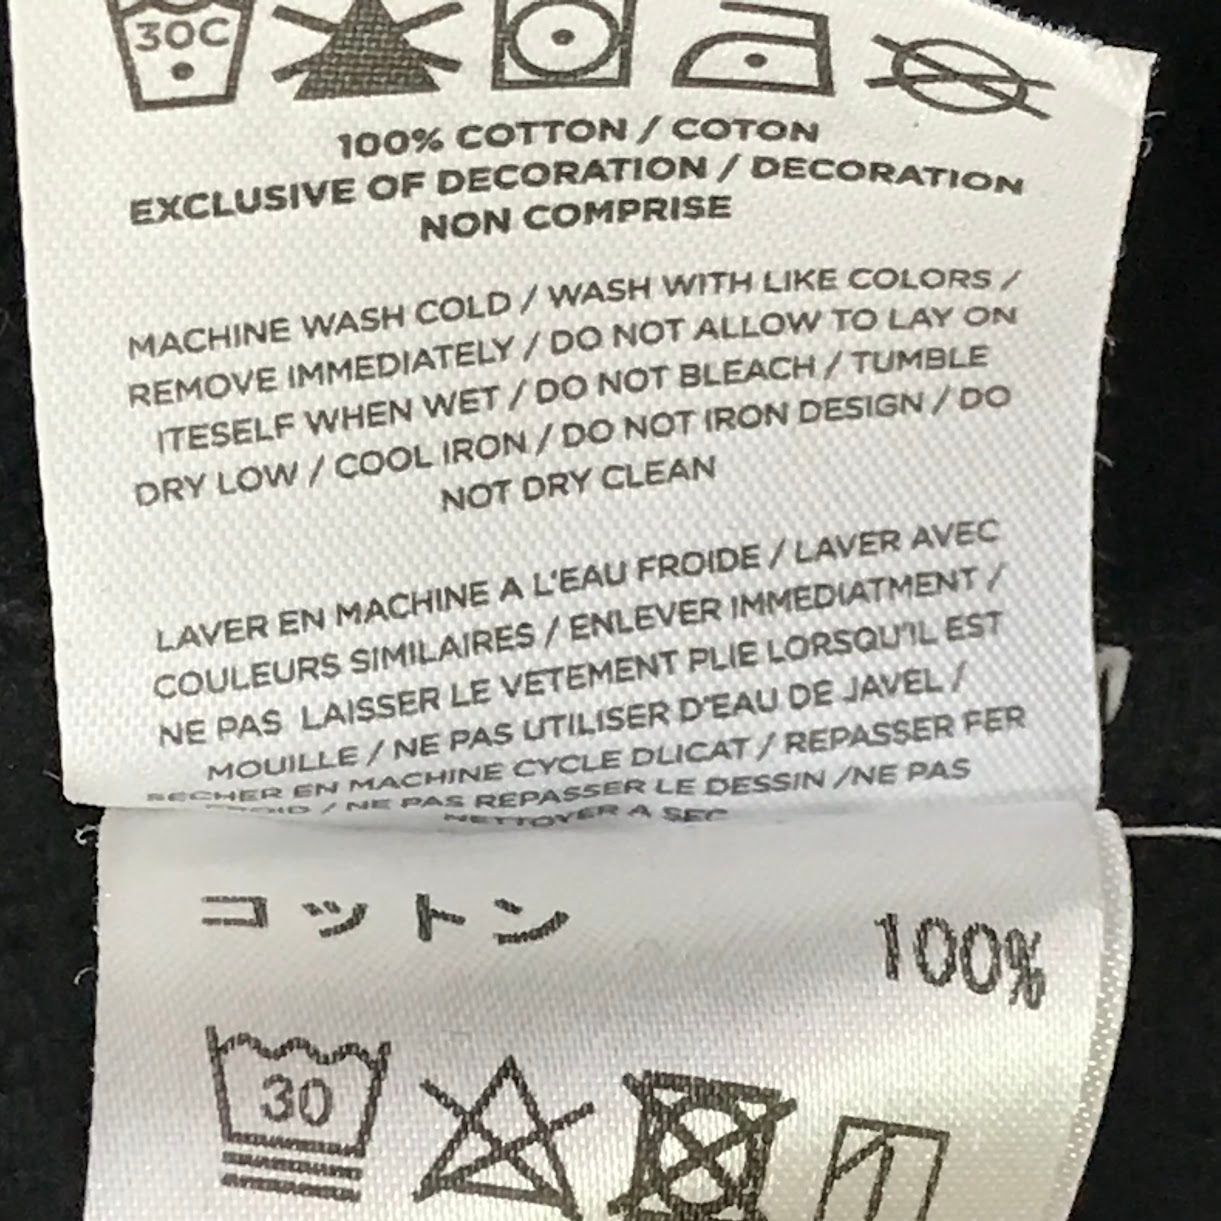 30C
100% COTTON / COTON
EXCLUSIVE OF DECORATION / DECORATION
NON COMPRISE
MACHINE WASH COLD / WASH WITH LIKE COLORS /
REMOVE IMMEDIATELY / DO NOT ALLOW TO LAY ON
ITESELF WHEN WET / DO NOT BLEACH / TUMBLE
DRY LOW / COOL IRON / DO NOT IRON DESIGN / DO
NOT DRY CLEAN
LAVER EN MACHINE A L'EAU FROIDE / LAVER AVEC
COULEURS SIMILAIRES / ENLEVER IMMEDIATMENT /
NE PAS LAISSER LE VETEMENT PLIE LORSQU'IL EST
MOUILLE / NE PAS UTILISER D'EAU DE JAVEL /
SECHER EN MACHINE CYCLE DLICAT / REPASSER FER
/ NE PAS REPASSER LE DESSIN /NE PAS
NETTOYER A SEC
コットン 100%
30